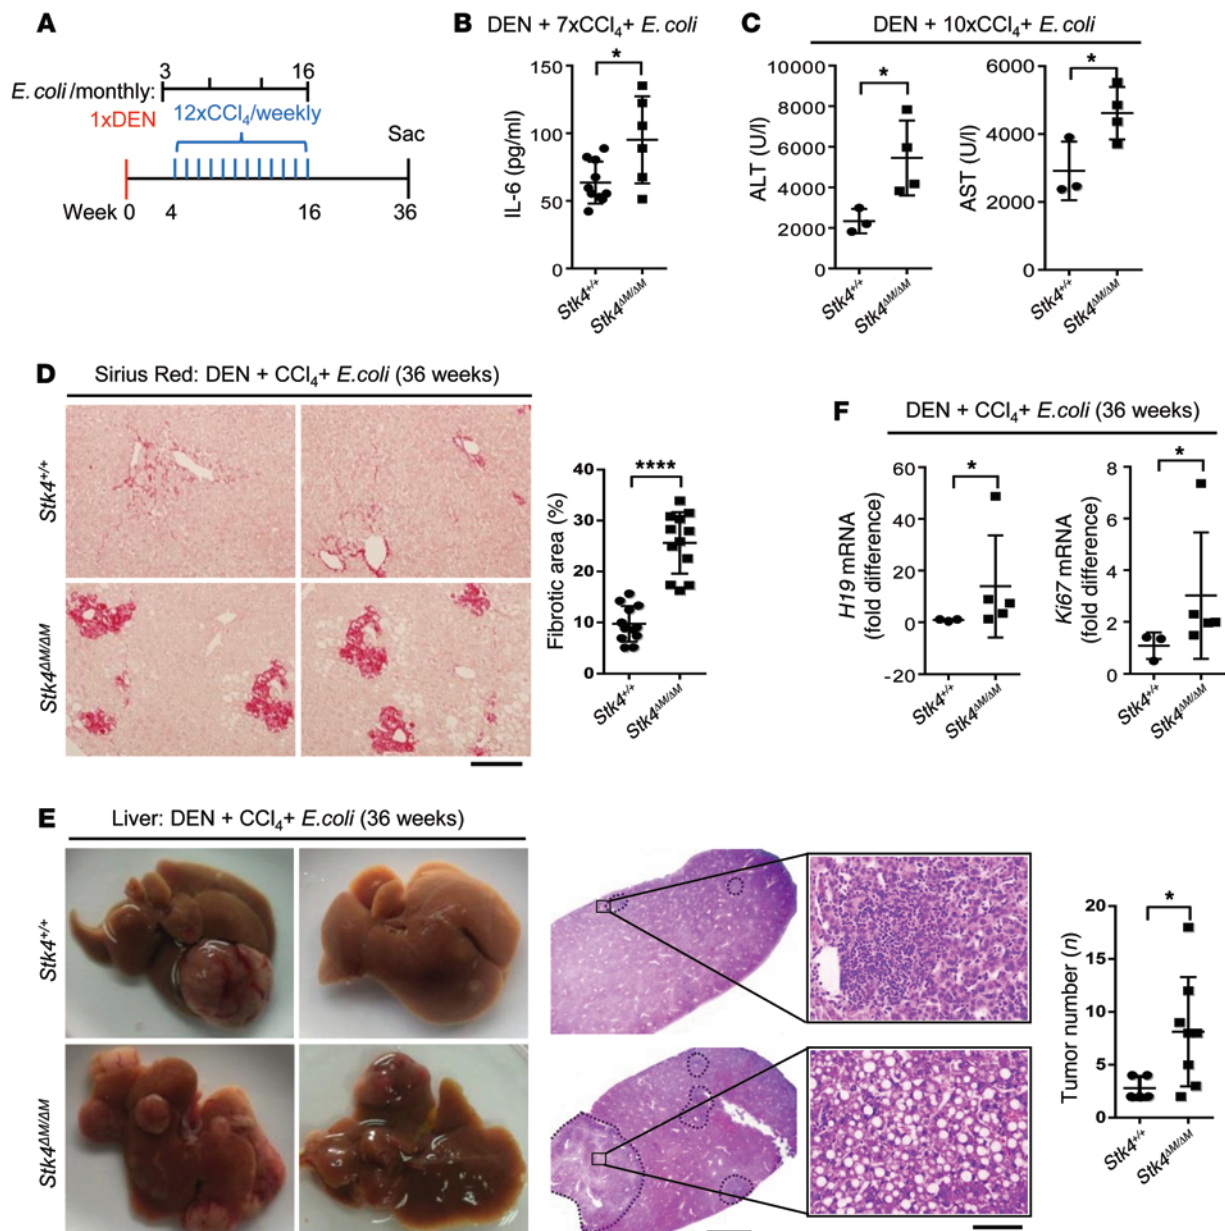 A
E. coli/monthly:
3 16
1xDEN
12xCCl₄/weekly
Sac
Week 0 4 16 36
B
DEN + 7xCCl₄+ E. coli
*
IL-6 (pg/ml)
150
100
50
0
Stk4+/+
Stk4ΔM/ΔM
C
DEN + 10xCCl₄+ E. coli
*
ALT (U/l)
10000
8000
6000
4000
2000
0
Stk4+/+
Stk4ΔM/ΔM
*
AST (U/l)
6000
4000
2000
0
Stk4+/+
Stk4ΔM/ΔM
D
Sirius Red: DEN + CCl₄+ E.coli (36 weeks)
Stk4+/+
Stk4ΔM/ΔM
****
Fibrotic area (%)
40
30
20
10
0
Stk4+/+
Stk4ΔM/ΔM
F
DEN + CCl₄+ E.coli (36 weeks)
*
H19 mRNA
(fold difference)
60
40
20
0
-20
Stk4+/+
Stk4ΔM/ΔM
*
Ki67 mRNA
(fold difference)
8
6
4
2
0
Stk4+/+
Stk4ΔM/ΔM
E
Liver: DEN + CCl₄+ E.coli (36 weeks)
Stk4+/+
Stk4ΔM/ΔM
*
Tumor number (n)
20
15
10
5
0
Stk4+/+
Stk4ΔM/ΔM